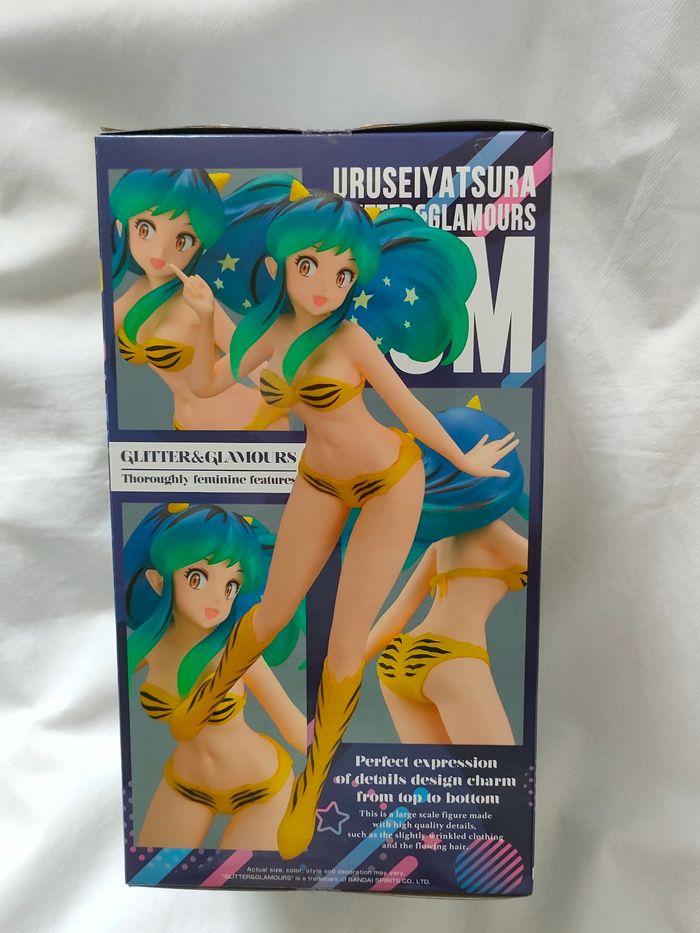 URUSEIYATSURA
&GLAMOURS
M
GLITTER&GLAMOURS
Thoroughly feminine features
Perfect expression
of details design charm
from top to bottom
This is a large scale figure made
with high quality details,
such as the slightly-wrinkled clothing
and the flowing hair.
Actual size, color, style and decoration may vary.
"GLITTER&GLAMOURS" is a trademark of BANDAI SPIRITS CO., LTD.